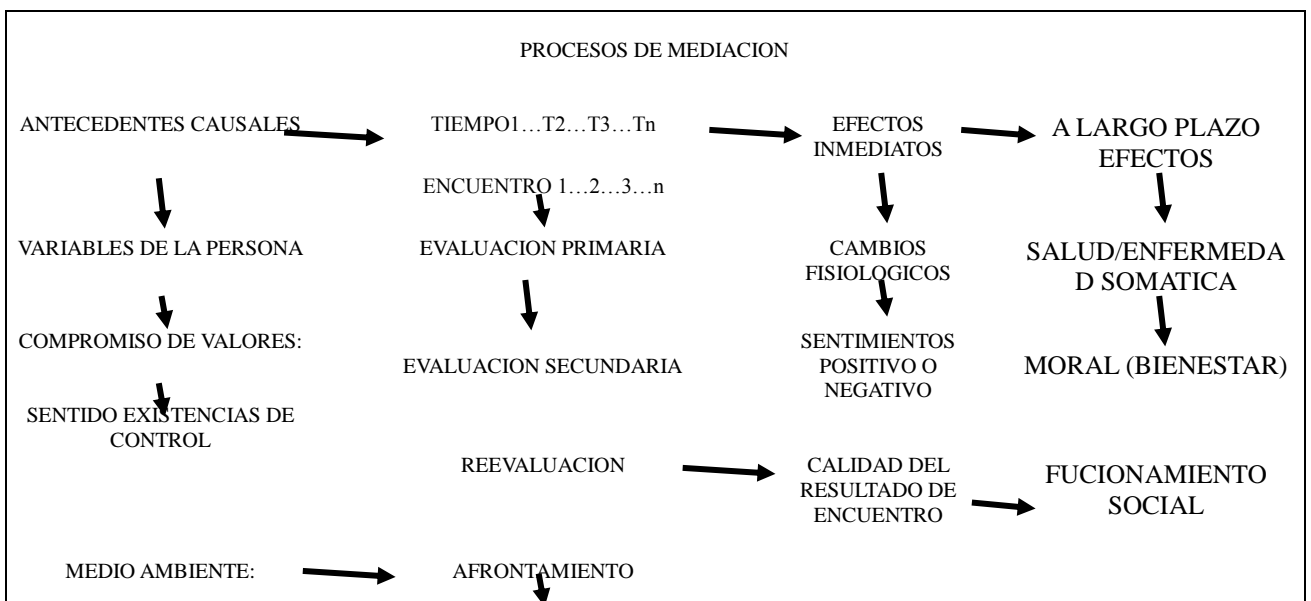 PROCESOS DE MEDIACION
ANTECEDENTES CAUSALES
TIEMPO1…T2…T3…Tn
EFECTOS
INMEDIATOS
A LARGO PLAZO
EFECTOS
ENCUENTRO 1…2…3…n
VARIABLES DE LA PERSONA
EVALUACION PRIMARIA
CAMBIOS
FISIOLOGICOS
SALUD/ENFERMEDA
D SOMATICA
COMPROMISO DE VALORES:
EVALUACION SECUNDARIA
SENTIMIENTOS
POSITIVO O
NEGATIVO
MORAL (BIENESTAR)
SENTIDO EXISTENCIAS DE
CONTROL
REEVALUACION
CALIDAD DEL
RESULTADO DE
ENCUENTRO
FUCIONAMIENTO
SOCIAL
MEDIO AMBIENTE:
AFRONTAMIENTO